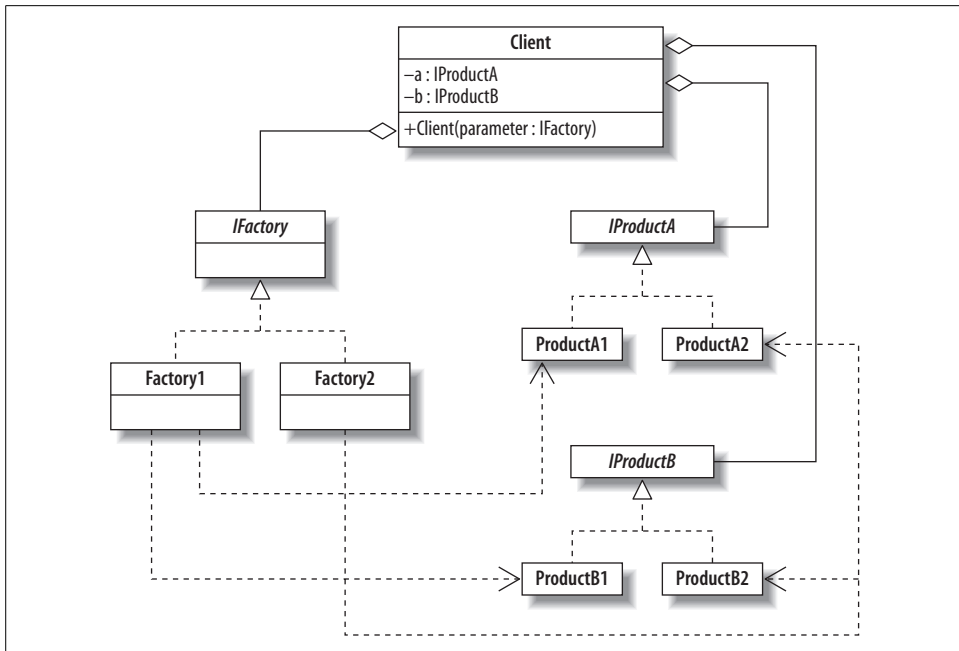 Client
–a : IProductA
–b : IProductB
+Client(parameter : IFactory)
IFactory
IProductA
ProductA1
ProductA2
Factory1
Factory2
IProductB
ProductB1
ProductB2